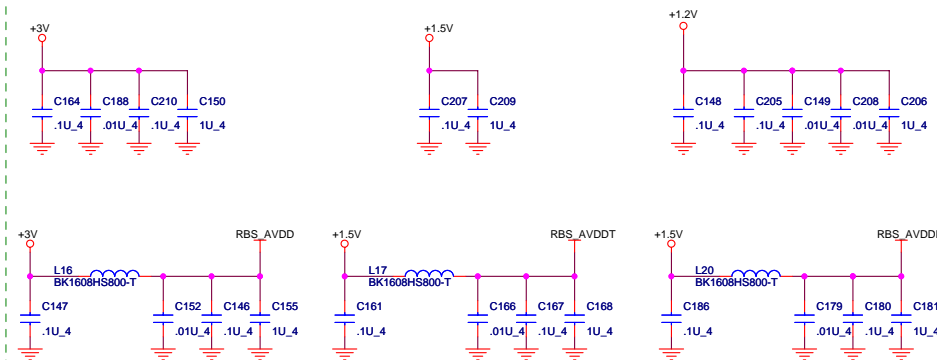 +3V
+1.5V
+1.2V
C164 C188 C210 C150
.1U_4 .01U_4 .1U_4 1U_4
C207 C209
.01U_4 1U_4
C148 C205 C149 C208 C206
.1U_4 .1U_4 .01U_4 .01U_4 1U_4
+3V
RBS_AVDD
L16
BK1608HS800-T
C147 C152 C146 C155
.1U_4 .01U_4 .1U_4 1U_4
+1.5V
RBS_AVDDT
L17
BK1608HS800-T
C161 C166 C167 C168
.1U_4 .01U_4 .1U_4 1U_4
+1.5V
L20
BK1608HS800-T
C186 C179 C180 C181
.1U_4 .01U_4 .1U_4